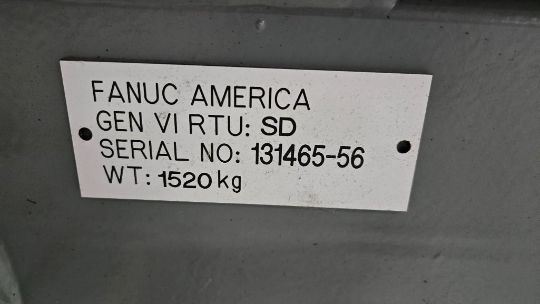 FANUC AMERICA
GEN VI RTU: SD
SERIAL NO: 131465-56
WT: 1520 kg